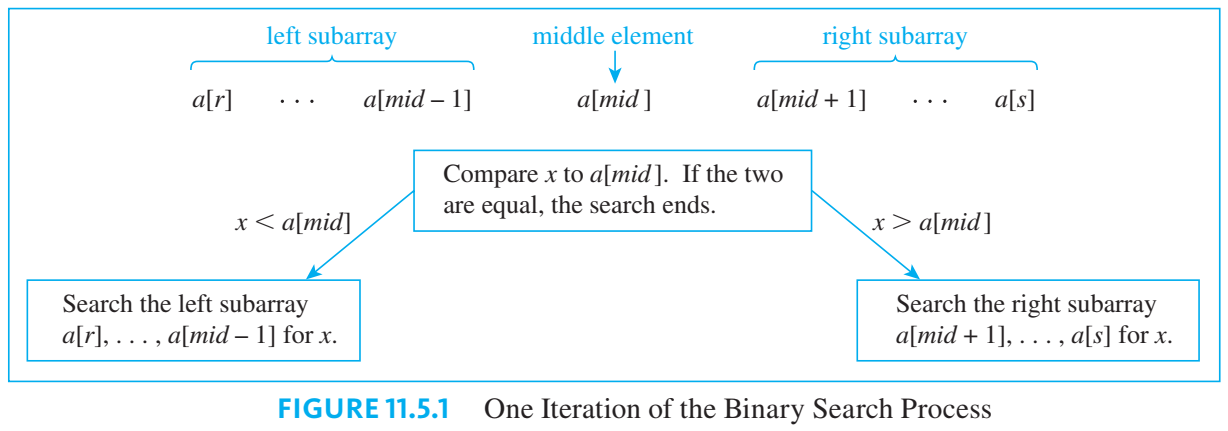 left subarray middle element right subarray
a[r] · · · a[mid – 1] a[mid] a[mid + 1] · · · a[s]
Compare x to a[mid]. If the two
are equal, the search ends.
x < a[mid] x > a[mid]
Search the left subarray
a[r], . . . , a[mid – 1] for x.
Search the right subarray
a[mid + 1], . . . , a[s] for x.
FIGURE 11.5.1 One Iteration of the Binary Search Process